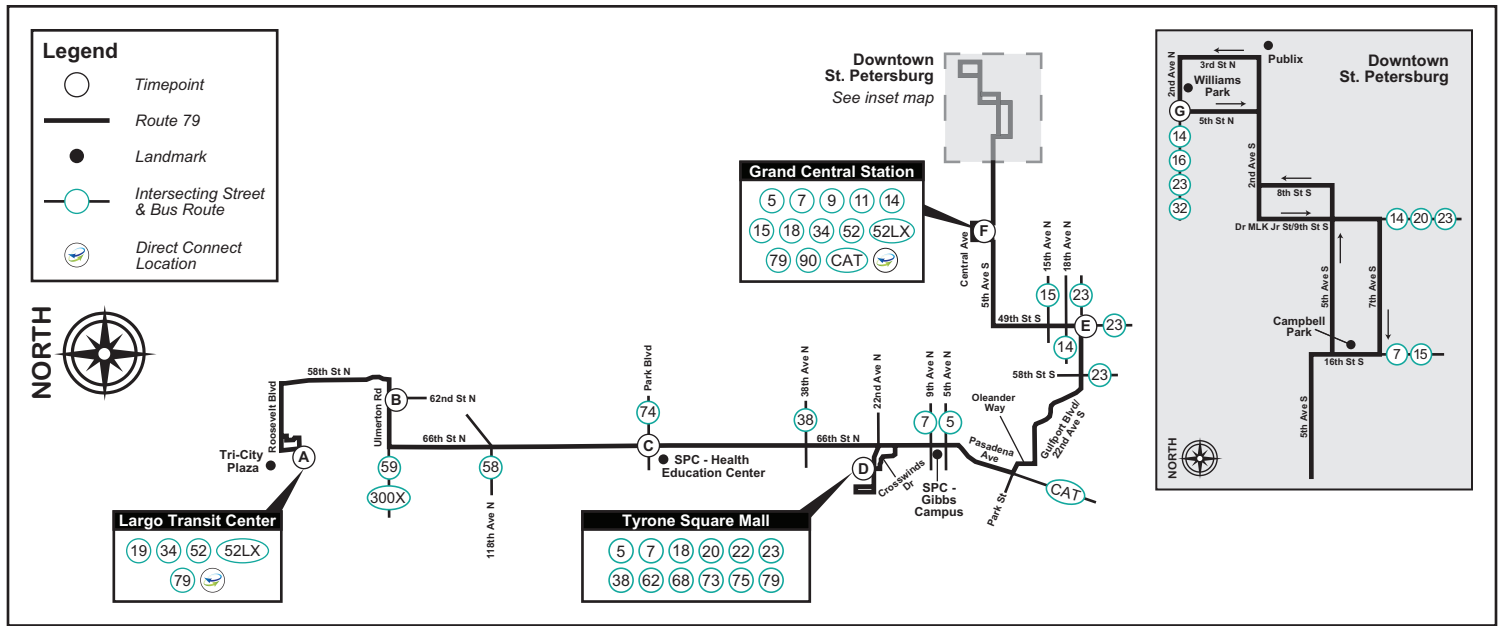 Legend
Timepoint
Route 79
Landmark
Intersecting Street
& Bus Route
Direct Connect
Location
NORTH
Downtown
St. Petersburg
See inset map
Grand Central Station
5 7 9 11 14
15 18 34 52 52LX
79 90 CAT
F
Central Ave
5th Ave S
49th St S
15th Ave N
18th Ave N
15
23
E
23
14
58th St S
23
Gulfport Blvd/
22nd Ave S
Oleander
Way
Pasadena
Ave
Park St
CAT
Roosevelt Blvd
58th St N
Ulmerton Rd
B
62nd St N
Tri-City
Plaza
A
Largo Transit Center
19 34 52 52LX
79
66th St N
59
300X
58
118th Ave N
Park Blvd
74
C
SPC - Health
Education Center
38th Ave N
38
66th St N
22nd Ave N
D
Crosswinds
Dr
9th Ave N
5th Ave N
7
5
SPC -
Gibbs
Campus
Tyrone Square Mall
5 7 18 20 22 23
38 62 68 73 75 79
Downtown
St. Petersburg
2nd Ave N
3rd St N
Publix
Williams
Park
G
5th St N
14
16
23
32
2nd Ave S
8th St S
Dr MLK Jr St/9th St S
14 20 23
5th Ave S
7th Ave S
Campbell
Park
16th St S
7 15
5th Ave S
NORTH